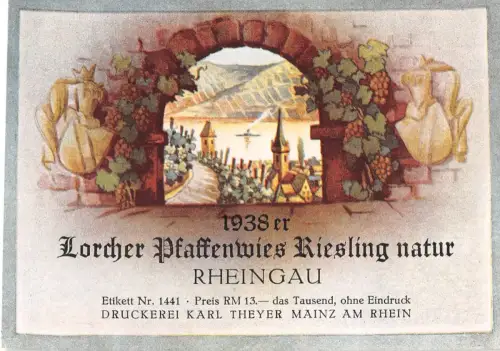 1938er
Lorcher Pfaffenwies Riesling natur
RHEINGAU
Etikett Nr. 1441 · Preis RM 13.— das Tausend, ohne Eindruck
DRUCKEREI KARL THEYER MAINZ AM RHEIN